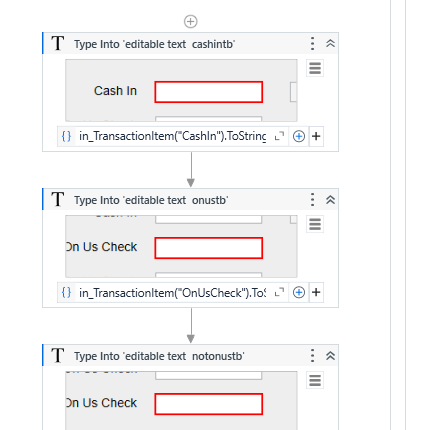 T Type Into 'editable text cashintb'
Cash In
{} in_TransactionItem("CashIn").ToString
T Type Into 'editable text onustb'
On Us Check
{} in_TransactionItem("OnUsCheck").ToS
T Type Into 'editable text notonustb'
On Us Check